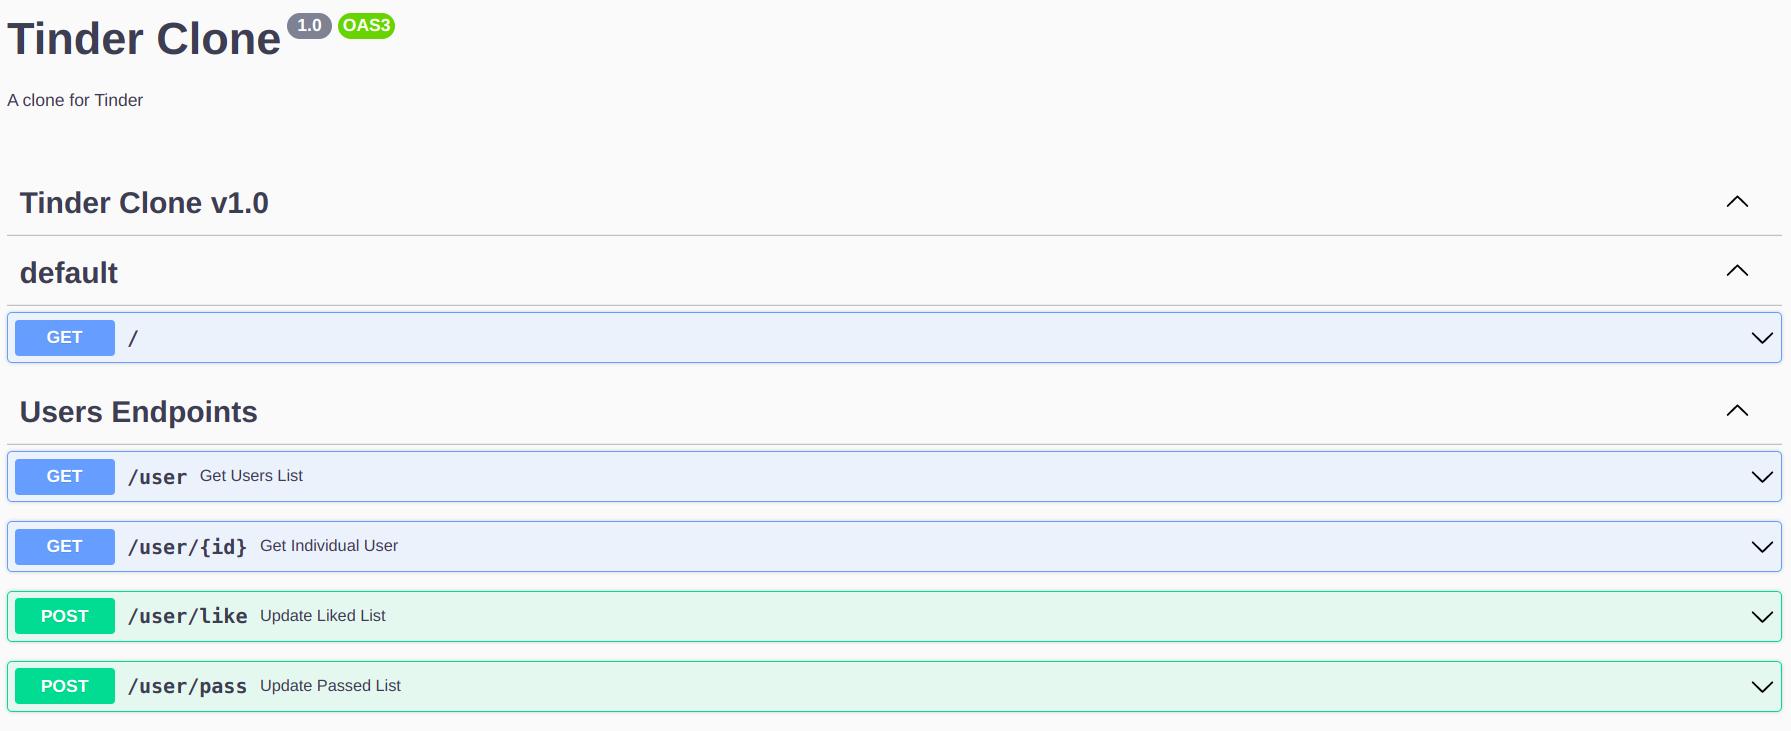 Tinder Clone 1.0 OAS3
A clone for Tinder
Tinder Clone v1.0
default
GET /
Users Endpoints
GET /user Get Users List
GET /user/{id} Get Individual User
POST /user/like Update Liked List
POST /user/pass Update Passed List